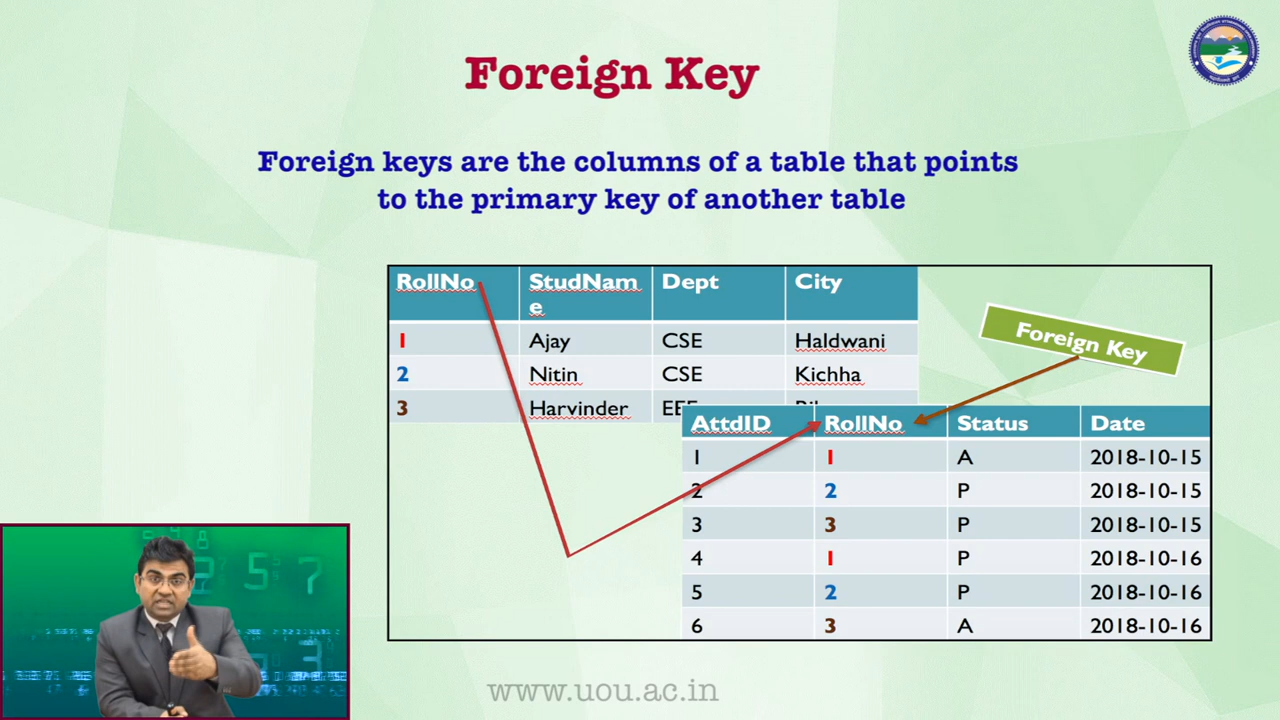 Foreign Key
Foreign keys are the columns of a table that points
to the primary key of another table
RollNo StudNam Dept City
e
1 Ajay CSE Haldwani
2 Nitin CSE Kichha
3 Harvinder
Foreign Key
AttdID RollNo Status Date
1 1 A 2018-10-15
2 2 P 2018-10-15
3 3 P 2018-10-15
4 1 P 2018-10-16
5 2 P 2018-10-16
6 3 A 2018-10-16
www.uou.ac.in